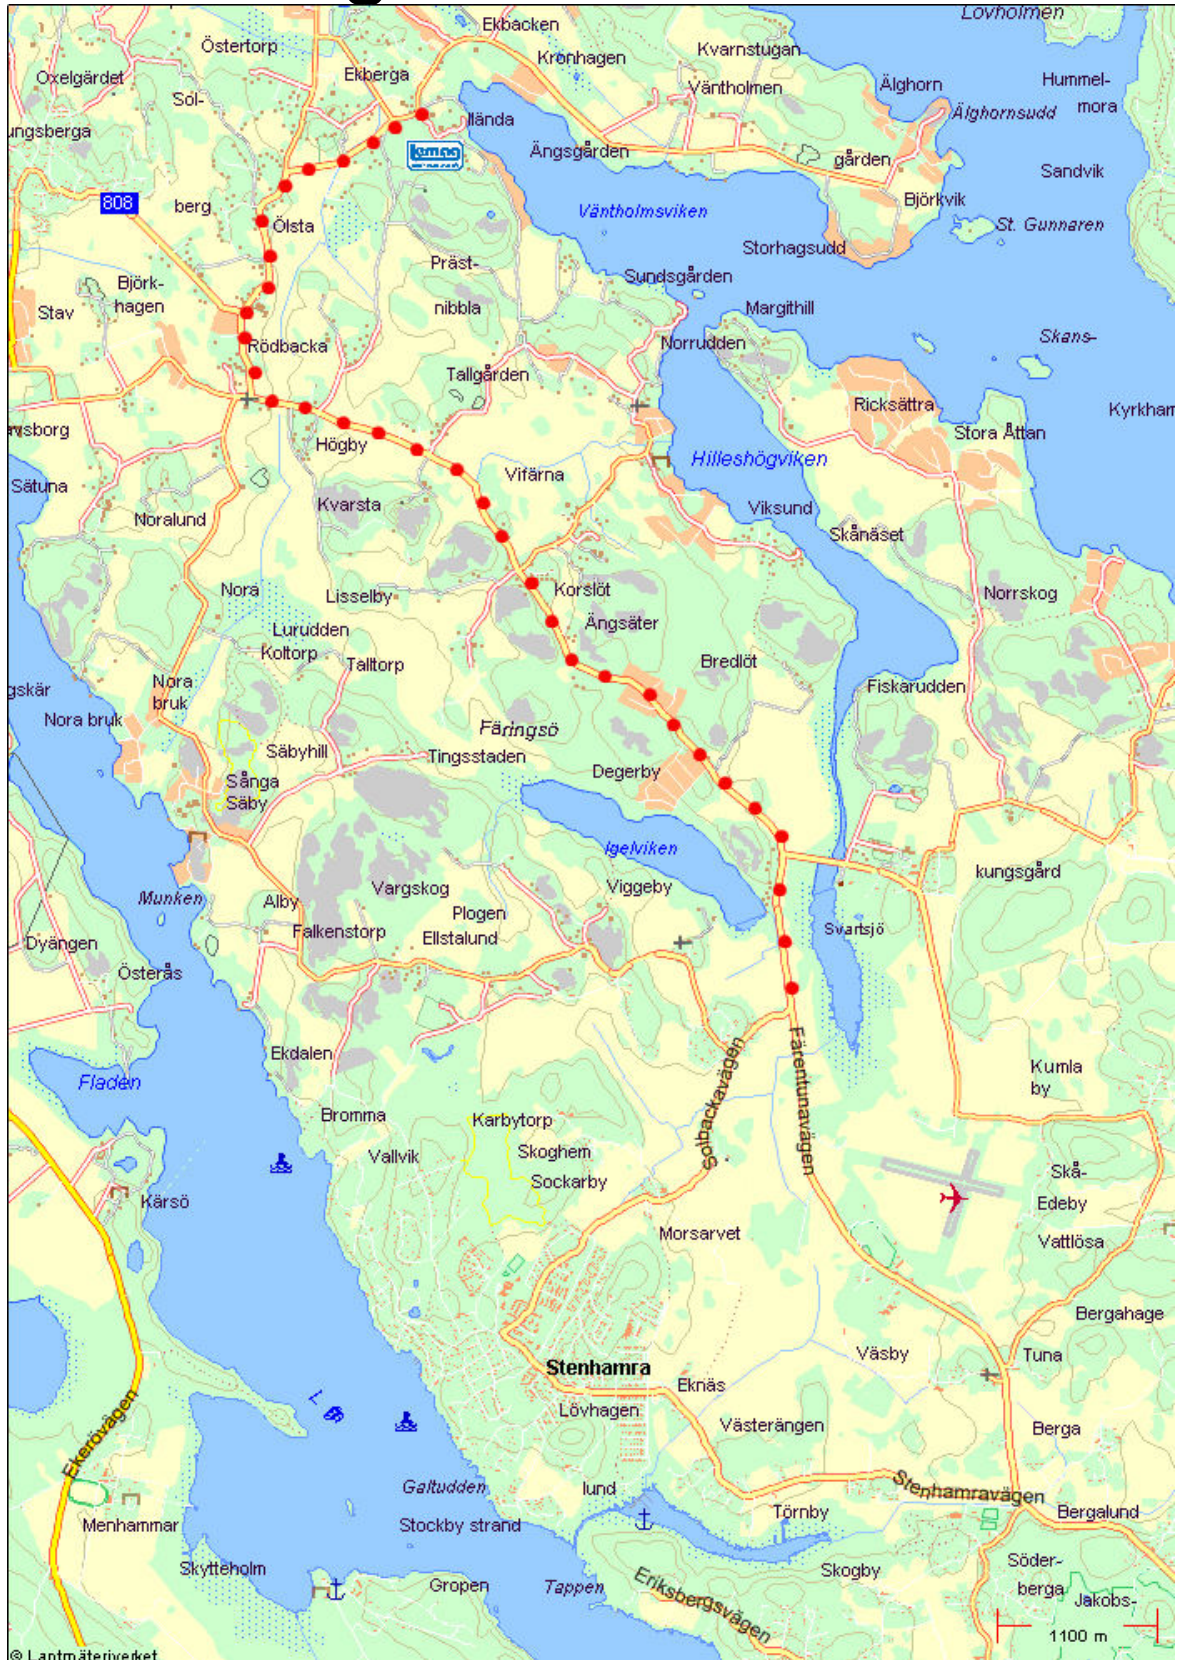 Lovholmen
Ekbacken
Östertorp
Kronhagen
Kvarnstugan
Oxelgärdet
Ekberga
Väntholmen
Älghorn
Hummel-
mora
Sol-
Älghornsudd
ungsberga
Ilända
lemna
Ängsgården
gården
Sandvik
808
berg
Björkvik
Ölsta
Väntholmsviken
St. Gunnaren
Storhagsudd
Präst-
nibbla
Sundsgården
Björk-
hagen
Stav
Margithill
Rödbacka
Norrudden
Skans-
Tallgården
Ricksättra
Kyrkham
Stora Åttan
Högby
Hilleshögviken
Sätuna
Vifärna
Kvarsta
Viksund
Noralund
Skånäset
Nora
Lisselby
Korslöt
Norrskog
Ängsäter
Lurudden
Koltorp
Talltorp
Bredlöt
Nora
bruk
gskär
Fiskarudden
Nora bruk
Färingsö
Säbyhill
Tingsstaden
Degerby
Sånga
Säby
Igelviken
kungsgård
Vargskog
Viggeby
Munken
Alby
Plogen
Falkenstorp
Ellstalund
Svartsjö
Dyängen
Österås
Ekdalen
Färentunavägen
Solbackavägen
Kumla
by
Fladen
Bromma
Karbytorp
Vallvik
Skoghem
Skå-
Edeby
Sockarby
Kärsö
Morsarvet
Vattlösa
Bergahage
Väsby
Tuna
Stenhamra
Eknäs
Lövhagen
Västerängen
Berga
Ekerövägen
Galtudden
lund
Stenhamravägen
Törnby
Bergalund
Menhammar
Stockby strand
Skytteholm
Gropen
Tappen
Eriksbergsvägen
Skogby
Söder-
berga
Jakobs-
1100 m
© Lantmäteriverket